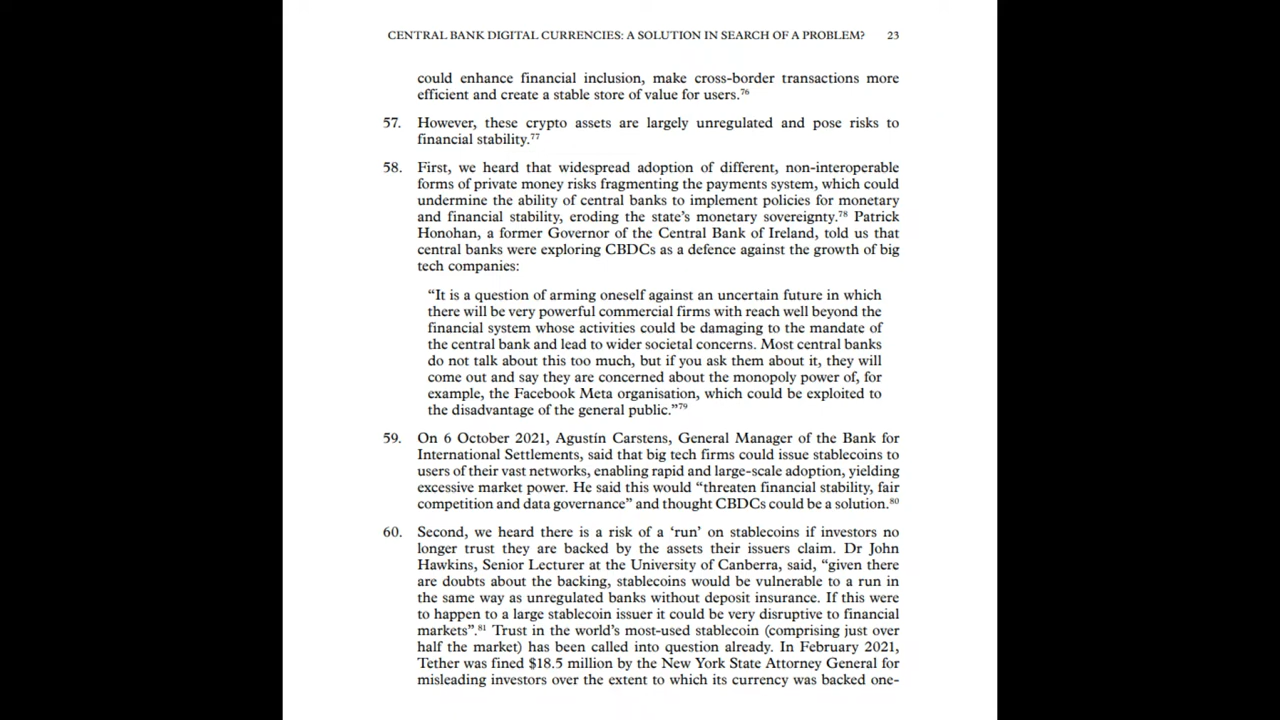 CENTRAL BANK DIGITAL CURRENCIES: A SOLUTION IN SEARCH OF A PROBLEM? 23
could enhance financial inclusion, make cross-border transactions more
efficient and create a stable store of value for users.⁷⁶
57. However, these crypto assets are largely unregulated and pose risks to
financial stability.⁷⁷
58. First, we heard that widespread adoption of different, non-interoperable
forms of private money risks fragmenting the payments system, which could
undermine the ability of central banks to implement policies for monetary
and financial stability, eroding the state’s monetary sovereignty.⁷⁸ Patrick
Honohan, a former Governor of the Central Bank of Ireland, told us that
central banks were exploring CBDCs as a defence against the growth of big
tech companies:
“It is a question of arming oneself against an uncertain future in which
there will be very powerful commercial firms with reach well beyond the
financial system whose activities could be damaging to the mandate of
the central bank and lead to wider societal concerns. Most central banks
do not talk about this too much, but if you ask them about it, they will
come out and say they are concerned about the monopoly power of, for
example, the Facebook Meta organisation, which could be exploited to
the disadvantage of the general public.”⁷⁹
59. On 6 October 2021, Agustín Carstens, General Manager of the Bank for
International Settlements, said that big tech firms could issue stablecoins to
users of their vast networks, enabling rapid and large-scale adoption, yielding
excessive market power. He said this would “threaten financial stability, fair
competition and data governance” and thought CBDCs could be a solution.⁸⁰
60. Second, we heard there is a risk of a ‘run’ on stablecoins if investors no
longer trust they are backed by the assets their issuers claim. Dr John
Hawkins, Senior Lecturer at the University of Canberra, said, “given there
are doubts about the backing, stablecoins would be vulnerable to a run in
the same way as unregulated banks without deposit insurance. If this were
to happen to a large stablecoin issuer it could be very disruptive to financial
markets”.⁸¹ Trust in the world’s most-used stablecoin (comprising just over
half the market) has been called into question already. In February 2021,
Tether was fined $18.5 million by the New York State Attorney General for
misleading investors over the extent to which its currency was backed one-